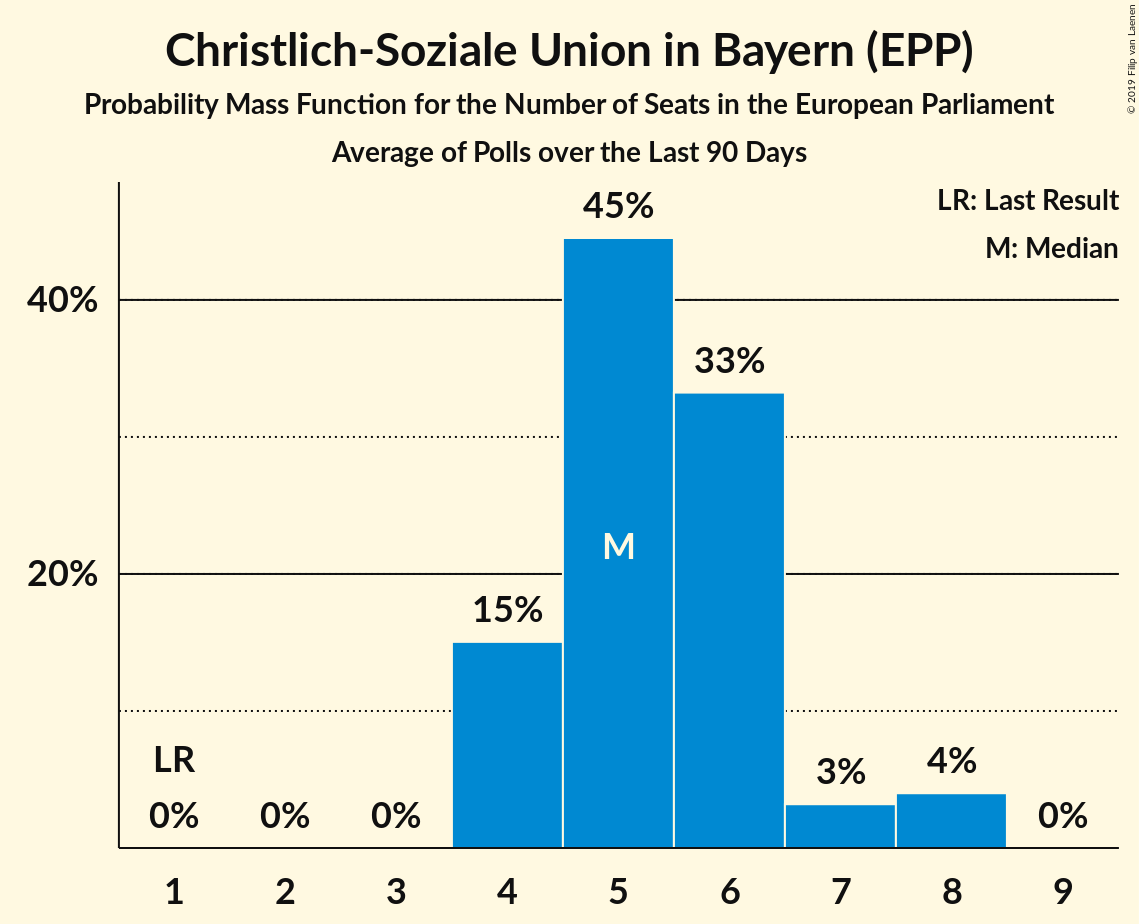 Christlich-Soziale Union in Bayern (EPP)
Probability Mass Function for the Number of Seats in the European Parliament
Average of Polls over the Last 90 Days
© 2019 Filip van Laenen
LR: Last Result
M: Median
45%
40%
33%
M
20%
15%
LR
3%
4%
0%
0%
0%
0%
1 2 3 4 5 6 7 8 9